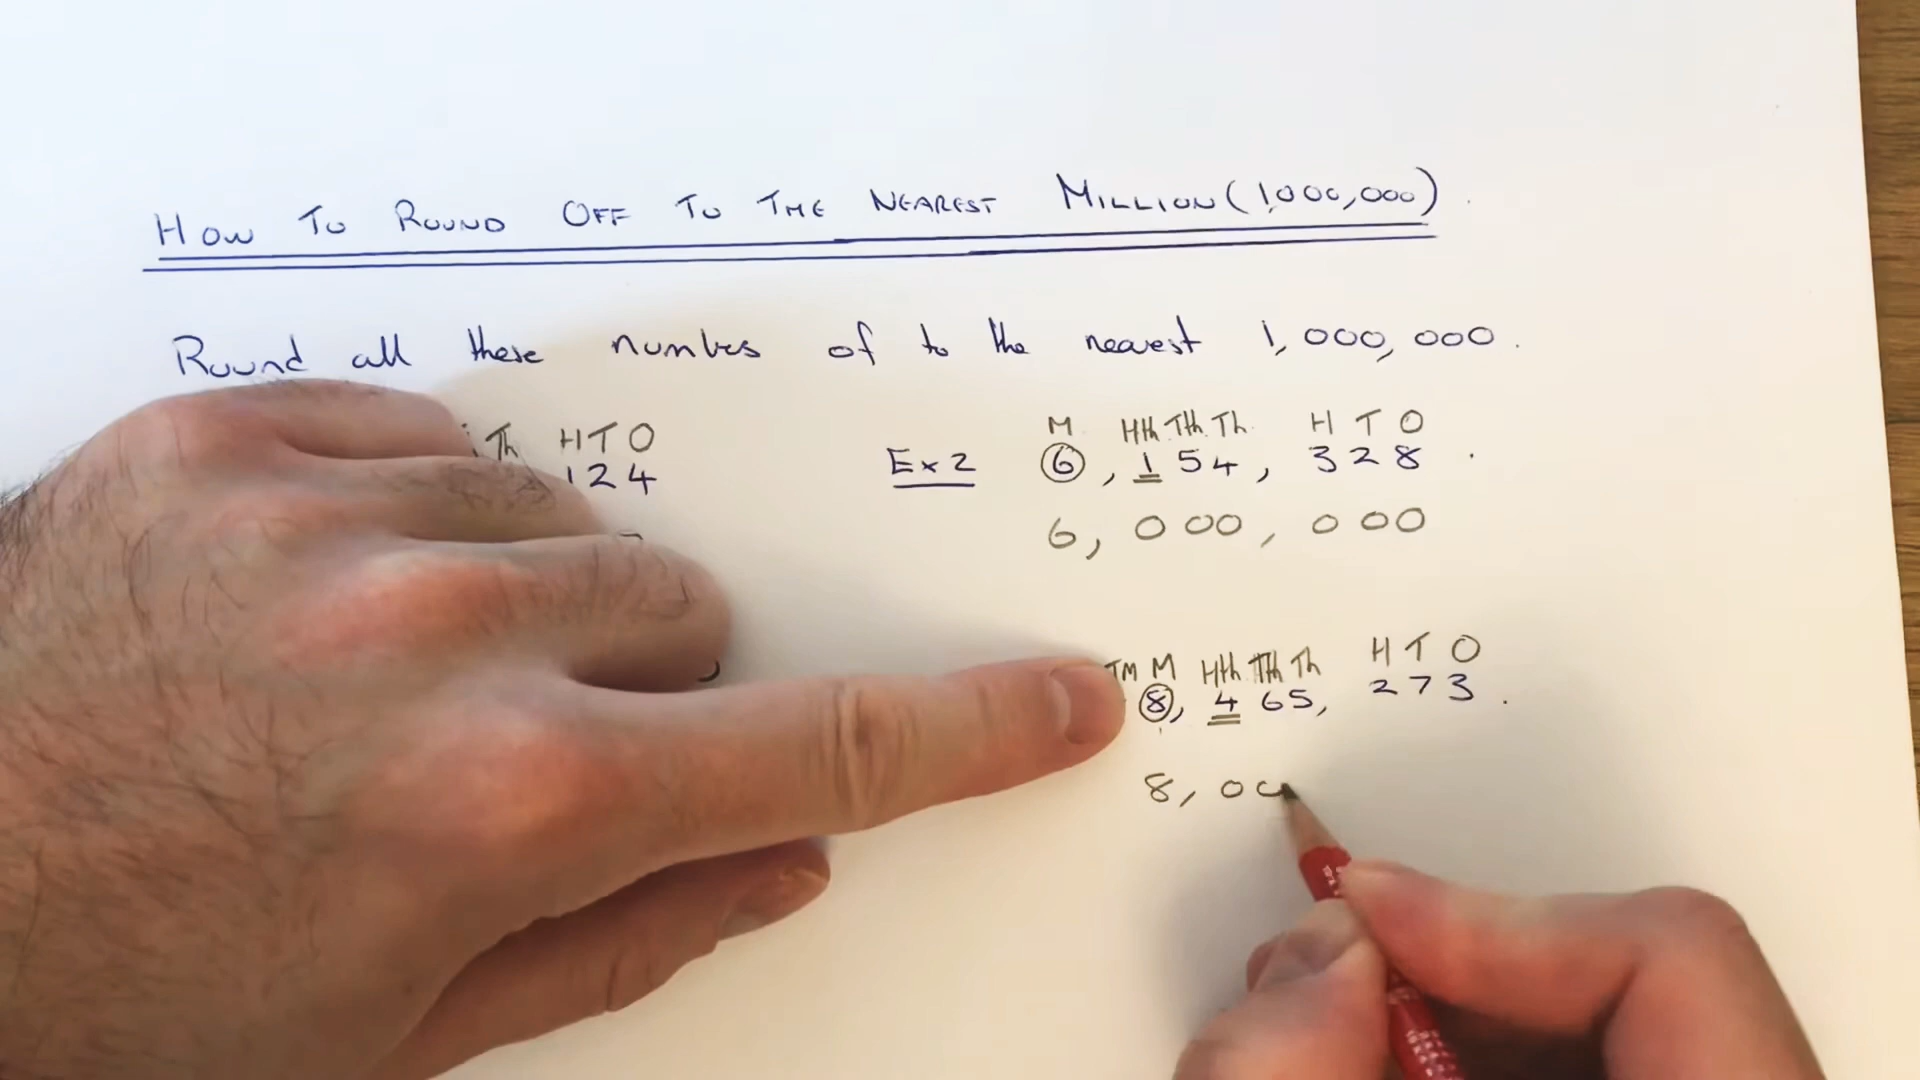 HOW TO ROUND OFF TO THE NEAREST MILLION (1,000,000).
Round all these numbes of to the nearest 1,000,000.
Th H T O
124
M Hth Tth Th H T O
Ex 2 6,154,328.
6,000,000
TM M Hth Tth Th H T O
8,465,273.
8,00